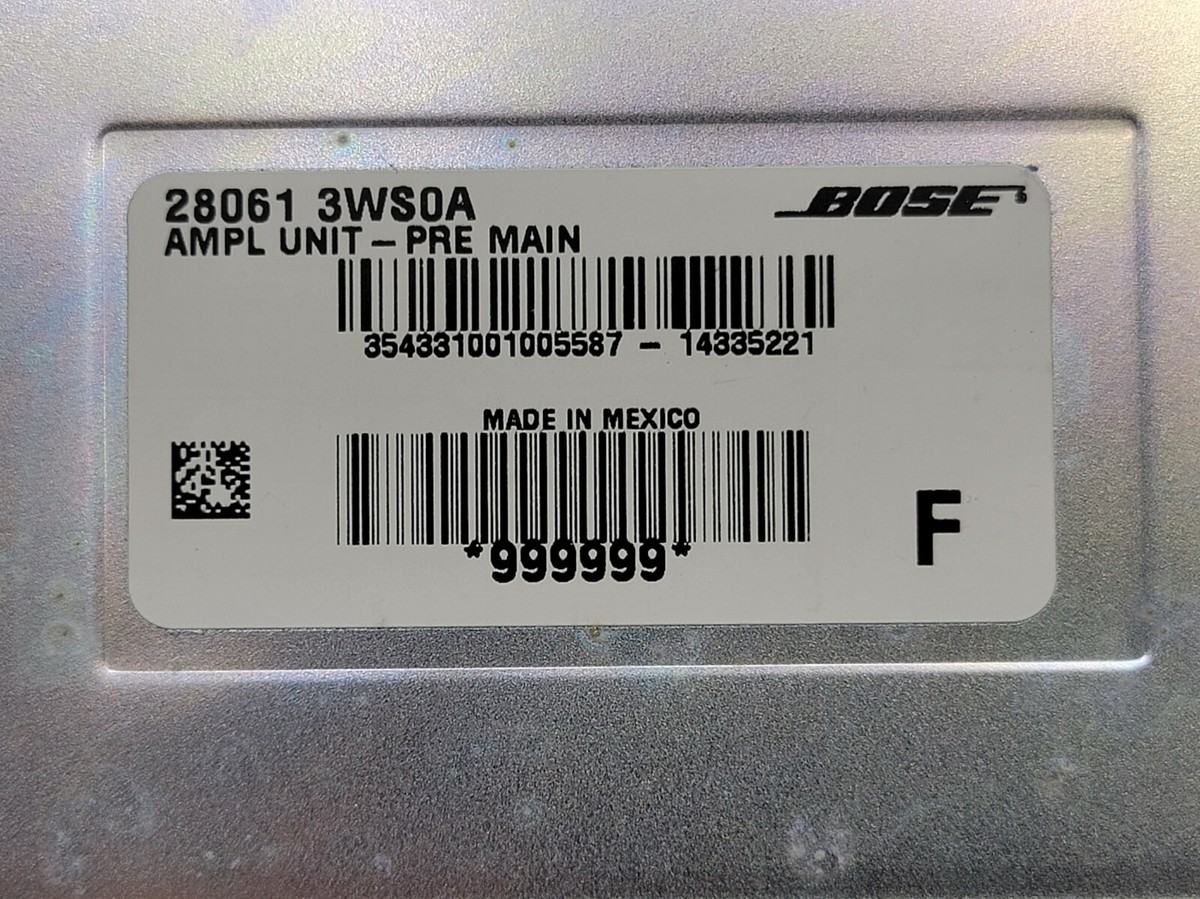 28061 3WS0A
BOSE
AMPL UNIT – PRE MAIN
354331001005587 – 14335221
MADE IN MEXICO
*999999*
F